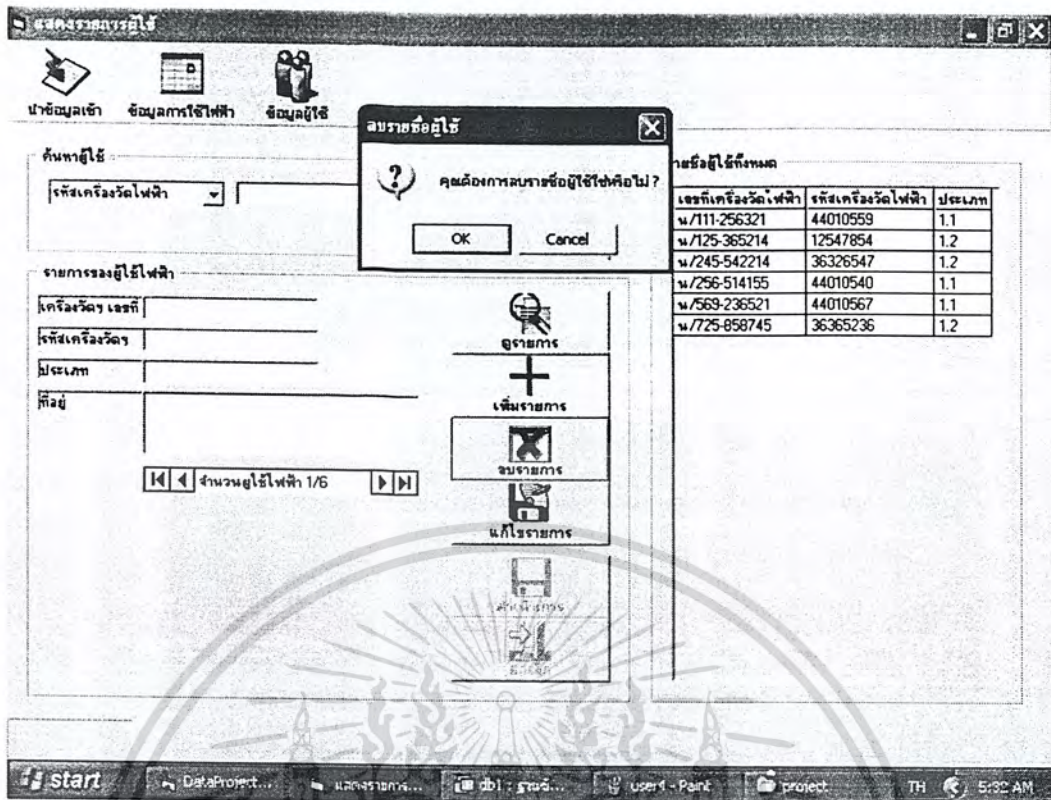 แสดงรายการผู้ใช้
นำข้อมูลเข้า
ข้อมูลการใช้ไฟฟ้า
ข้อมูลผู้ใช้
ลบรายชื่อผู้ใช้
คุณต้องการลบรายชื่อผู้ใช้ใช่หรือไม่ ?
OK
Cancel
ค้นหาผู้ใช้
รหัสเครื่องวัดไฟฟ้า
รายการของผู้ใช้ไฟฟ้า
เครื่องวัดฯ เลขที่
รหัสเครื่องวัดฯ
ประเภท
ที่อยู่
จำนวนผู้ใช้ไฟฟ้า 1/6
ดูรายการ
เพิ่มรายการ
ลบรายการ
แก้ไขรายการ
ายชื่อผู้ใช้ทั้งหมด
เลขที่เครื่องวัดไฟฟ้า รหัสเครื่องวัดไฟฟ้า ประเภท
น/111-256321 44010559 1.1
น/125-365214 12547854 1.2
น/245-542214 36326547 1.2
น/256-514155 44010540 1.1
น/569-236521 44010567 1.1
น/725-858745 36365236 1.2
start
DataProject...
แสดงรายการ...
db1 : ฐานข้...
user4 - Paint
project
TH
5:32 AM